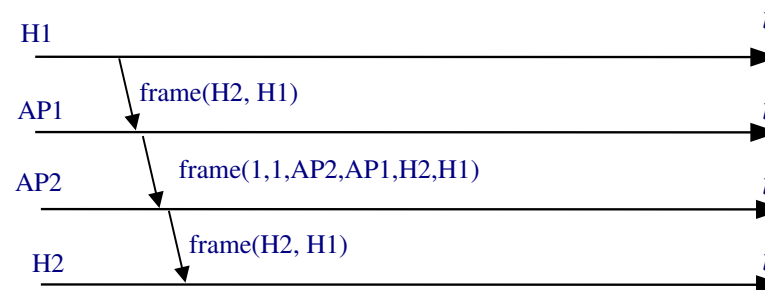 H1
frame(H2, H1)
AP1
frame(1,1,AP2,AP1,H2,H1)
AP2
frame(H2, H1)
H2